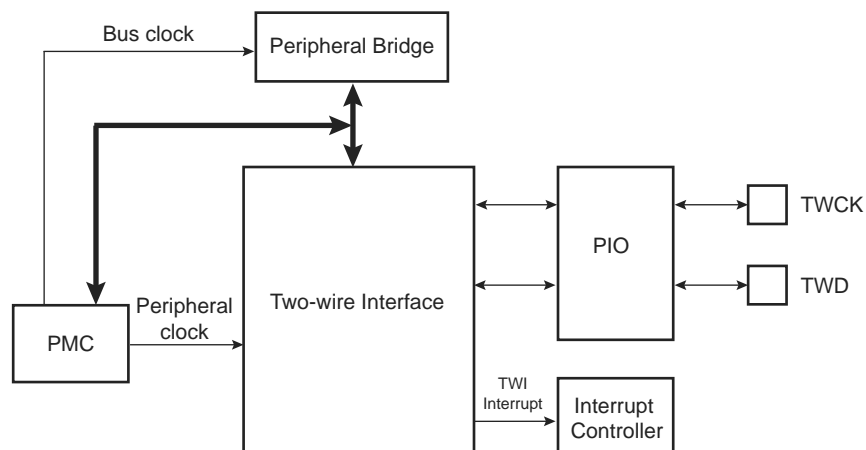 Bus clock
Peripheral Bridge
TWCK
PIO
Two-wire Interface
TWD
Peripheral
clock
PMC
TWI
Interrupt
Interrupt
Controller